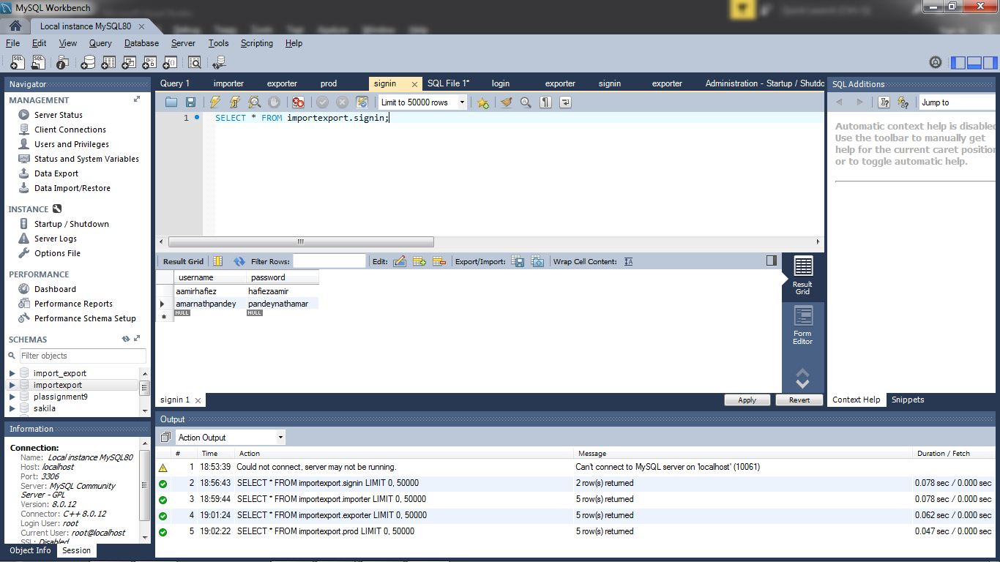 MySQL Workbench
Local instance MySQL80
File Edit View Query Database Server Tools Scripting Help
Navigator
MANAGEMENT
Server Status
Client Connections
Users and Privileges
Status and System Variables
Data Export
Data Import/Restore
INSTANCE
Startup / Shutdown
Server Logs
Options File
PERFORMANCE
Dashboard
Performance Reports
Performance Schema Setup
SCHEMAS
Filter objects
import_export
importexport
plassignment9
sakila
Information
Connection:
Name: Local instance MySQL80
Host: localhost
Port: 3306
Server: MySQL Community
Server - GPL
Version: 8.0.12
Connector: C++ 8.0.12
Login User: root
Current User: root@localhost
SSL: Disabled
Object Info Session
Query 1 importer exporter prod signin SQL File 1* login exporter signin exporter Administration - Startup / Shutdo
Limit to 50000 rows
1 SELECT * FROM importexport.signin;
Result Grid Filter Rows: Edit: Export/Import: Wrap Cell Content:
username password
aamirhafiez hafiezaamir
amarnathpandey pandeynathamar
NULL NULL
Result
Grid
Form
Editor
signin 1 Apply Revert
SQL Additions
Jump to
Automatic context help is disabled
Use the toolbar to manually get
help for the current caret position
or to toggle automatic help.
Context Help Snippets
Output
Action Output
# Time Action Message Duration / Fetch
1 18:53:39 Could not connect, server may not be running. Can't connect to MySQL server on 'localhost' (10061)
2 18:56:43 SELECT * FROM importexport.signin LIMIT 0, 50000 2 row(s) returned 0.078 sec / 0.000 sec
3 18:59:44 SELECT * FROM importexport.importer LIMIT 0, 50000 5 row(s) returned 0.078 sec / 0.000 sec
4 19:01:24 SELECT * FROM importexport.exporter LIMIT 0, 50000 5 row(s) returned 0.062 sec / 0.000 sec
5 19:02:22 SELECT * FROM importexport.prod LIMIT 0, 50000 5 row(s) returned 0.047 sec / 0.000 sec